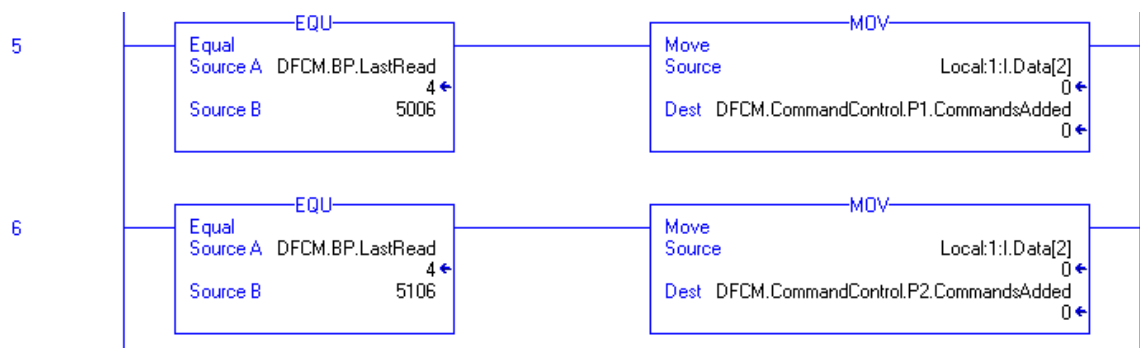 EQU
MOV
5
Equal
Move
Source A DFCM.BP.LastRead
Source Local:1:I.Data[2]
4
0
Source B 5006
Dest DFCM.CommandControl.P1.CommandsAdded
0
EQU
MOV
6
Equal
Move
Source A DFCM.BP.LastRead
Source Local:1:I.Data[2]
4
0
Source B 5106
Dest DFCM.CommandControl.P2.CommandsAdded
0